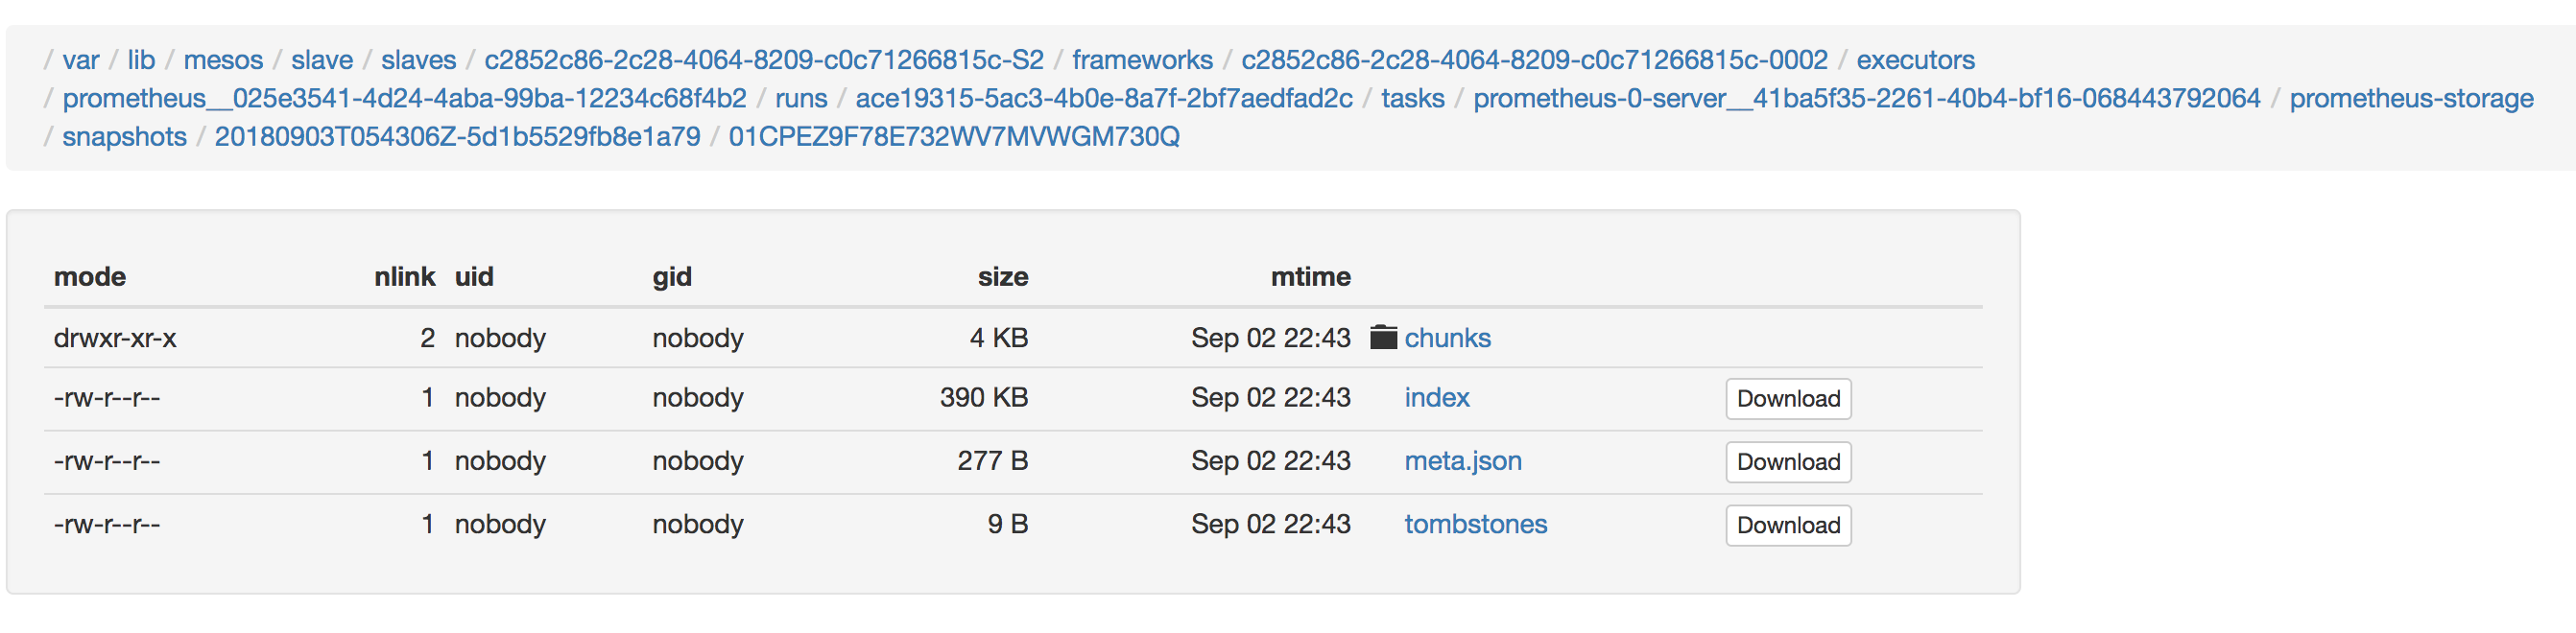 / var / lib / mesos / slave / slaves / c2852c86-2c28-4064-8209-c0c71266815c-S2 / frameworks / c2852c86-2c28-4064-8209-c0c71266815c-0002 / executors
/ prometheus__025e3541-4d24-4aba-99ba-12234c68f4b2 / runs / ace19315-5ac3-4b0e-8a7f-2bf7aedfad2c / tasks / prometheus-0-server__41ba5f35-2261-40b4-bf16-068443792064 / prometheus-storage
/ snapshots / 20180903T054306Z-5d1b5529fb8e1a79 / 01CPEZ9F78E732WV7MVWGM730Q
mode nlink uid gid size mtime
drwxr-xr-x 2 nobody nobody 4 KB Sep 02 22:43 chunks
-rw-r--r-- 1 nobody nobody 390 KB Sep 02 22:43 index Download
-rw-r--r-- 1 nobody nobody 277 B Sep 02 22:43 meta.json Download
-rw-r--r-- 1 nobody nobody 9 B Sep 02 22:43 tombstones Download